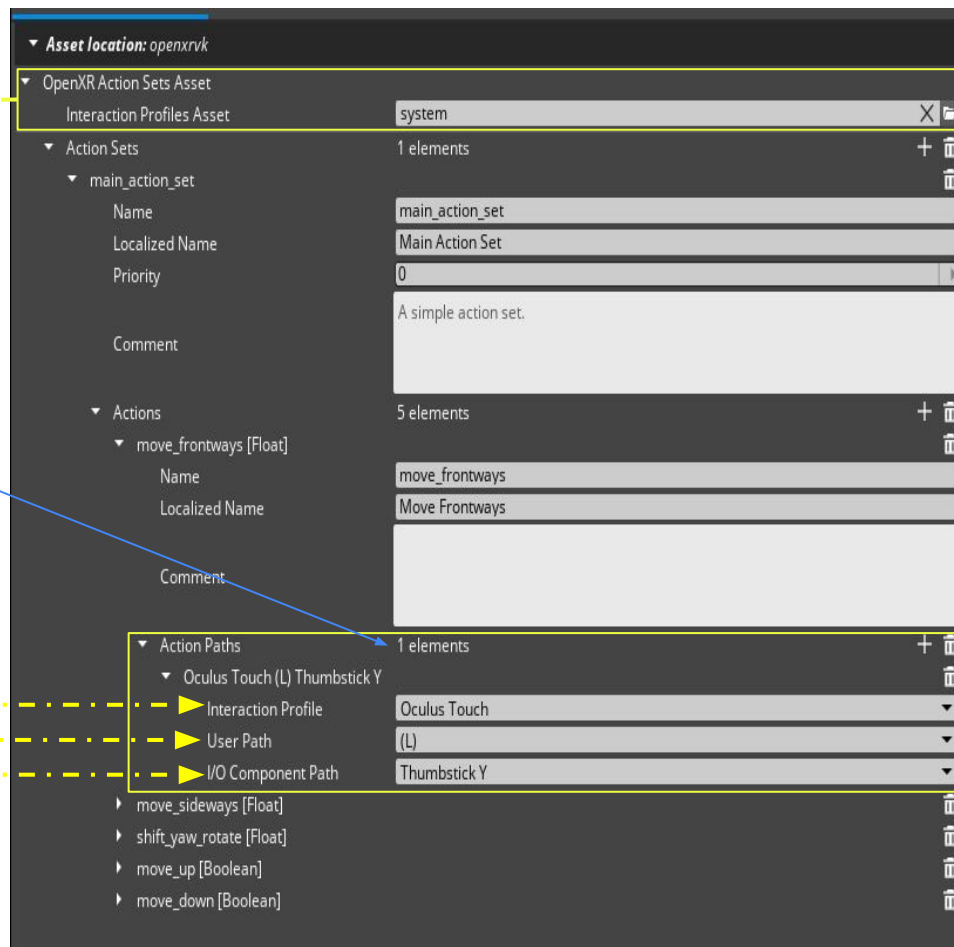 Asset location: openxrvk
OpenXR Action Sets Asset
Interaction Profiles Asset system
Action Sets 1 elements
main_action_set
Name main_action_set
Localized Name Main Action Set
Priority 0
A simple action set.
Comment
Actions 5 elements
move_frontways [Float]
Name move_frontways
Localized Name Move Frontways
Comment
Action Paths 1 elements
Oculus Touch (L) Thumbstick Y
Interaction Profile Oculus Touch
User Path (L)
I/O Component Path Thumbstick Y
move_sideways [Float]
shift_yaw_rotate [Float]
move_up [Boolean]
move_down [Boolean]